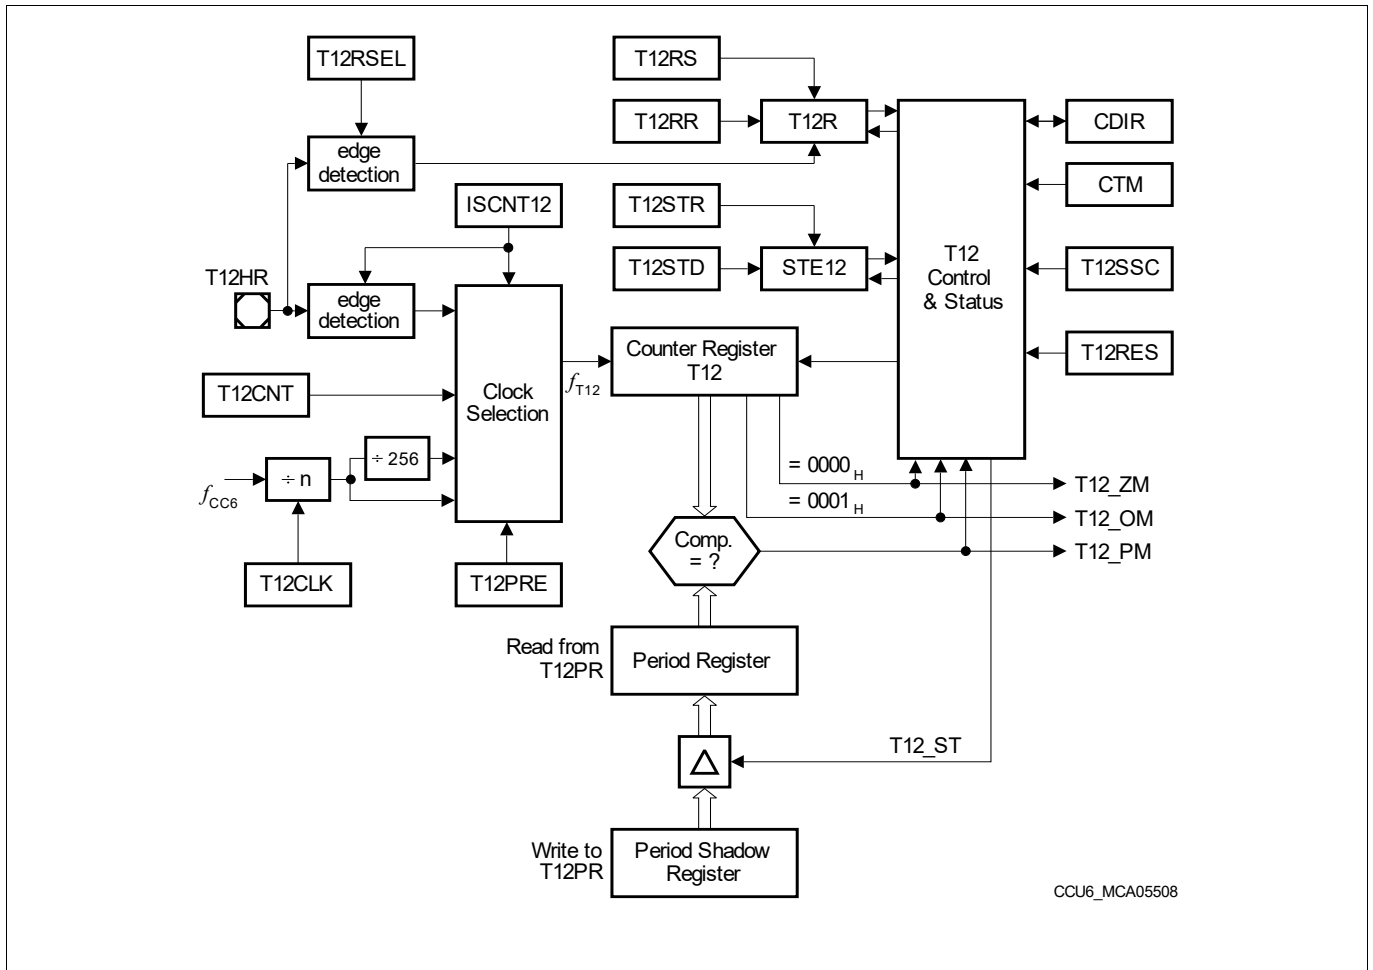 T12RSEL
T12RS
T12RR
T12R
CDIR
edge
detection
CTM
ISCNT12
T12STR
T12STD
STE12
T12
Control
& Status
T12SSC
T12HR
edge
detection
T12RES
Counter Register
T12
fT12
T12CNT
Clock
Selection
÷ 256
÷ n
fCC6
= 0000H
T12_ZM
= 0001H
T12_OM
Comp.
= ?
T12_PM
T12CLK
T12PRE
Read from
T12PR
Period Register
T12_ST
Write to
T12PR
Period Shadow
Register
CCU6_MCA05508